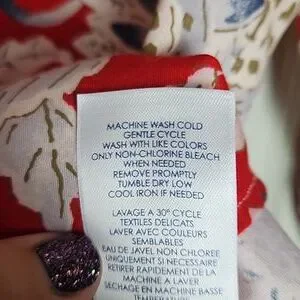 MACHINE WASH COLD
GENTLE CYCLE
WASH WITH LIKE COLORS
ONLY NON-CHLORINE BLEACH
WHEN NEEDED
REMOVE PROMPTLY
TUMBLE DRY LOW
COOL IRON IF NEEDED
LAVAGE A 30° CYCLE
TEXTILES DELICATS
LAVER AVEC COULEURS
SEMBLABLES
EAU DE JAVEL NON CHLOREE
UNIQUEMENT SI NECESSAIRE
RETIRER RAPIDEMENT DE LA
MACHINE A LAVER
SECHAGE EN MACHINE BASSE
TEMPERATURE